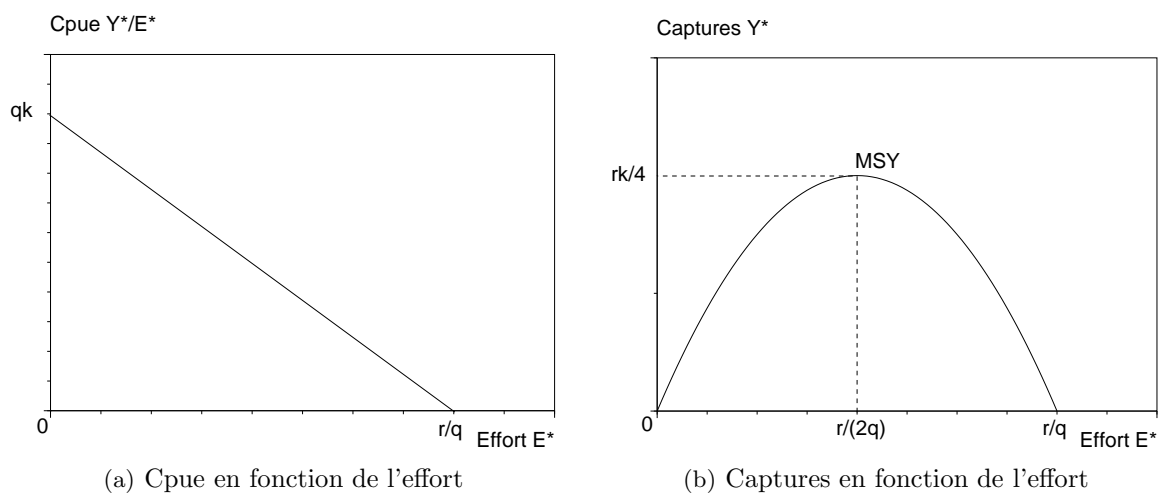 Cpue Y*/E*
qk
0
r/q
Effort E*
(a) Cpue en fonction de l'effort
Captures Y*
MSY
rk/4
0
r/(2q)
r/q
Effort E*
(b) Captures en fonction de l'effort